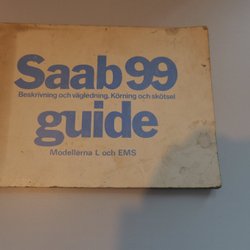 Saab 99
Beskrivning och vägledning. Körning och skötsel
guide
Modellerna L och EMS